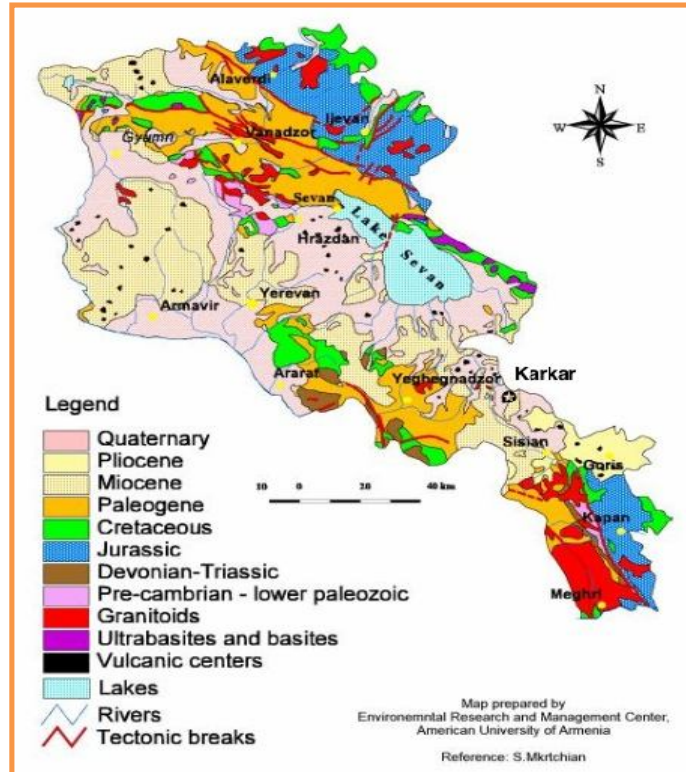 Alaverdi
Ijevan
Gyumri
Vanadzor
N
W E
S
Sevan
Lake
Sevan
Hrazdan
Yerevan
Armavir
Ararat
Yeghegnadzor
Karkar
Sisian
Goris
Kapan
Meghri
Legend
Quaternary
Pliocene
Miocene
Paleogene
Cretaceous
Jurassic
Devonian-Triassic
Pre-cambrian - lower paleozoic
Granitoids
Ultrabasites and basites
Vulcanic centers
Lakes
Rivers
Tectonic breaks
20 0 20 40 km
Map prepared by
Environemntal Research and Management Center,
American University of Armenia
Reference: S.Mkrtchian